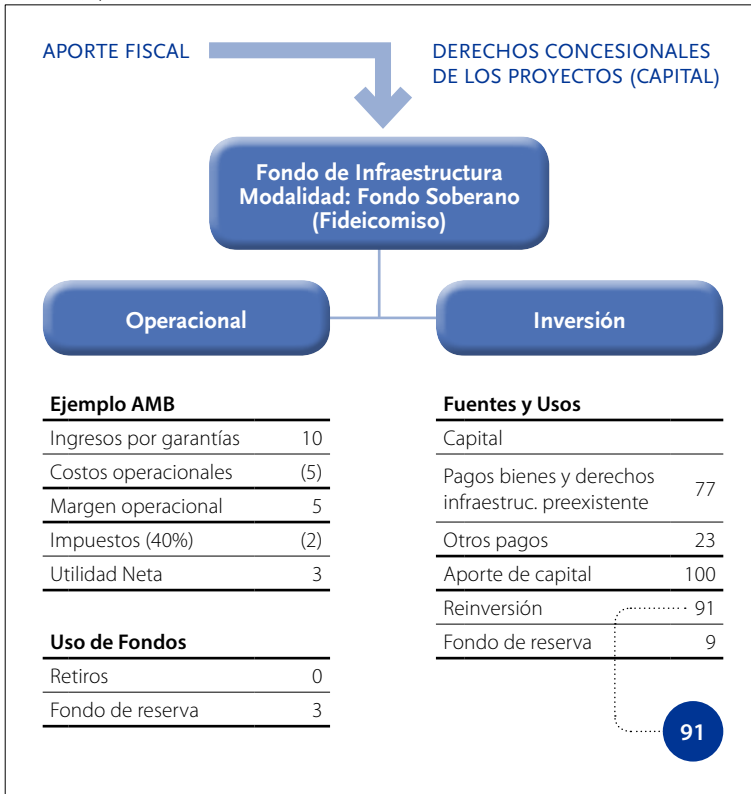 APORTE FISCAL
DERECHOS CONCESIONALES
DE LOS PROYECTOS (CAPITAL)
Fondo de Infraestructura
Modalidad: Fondo Soberano
(Fideicomiso)
Operacional
Inversión
Ejemplo AMB
Ingresos por garantías 10
Costos operacionales (5)
Margen operacional 5
Impuestos (40%) (2)
Utilidad Neta 3
Uso de Fondos
Retiros 0
Fondo de reserva 3
Fuentes y Usos
Capital
Pagos bienes y derechos
infraestruc. preexistente 77
Otros pagos 23
Aporte de capital 100
Reinversión 91
Fondo de reserva 9
91